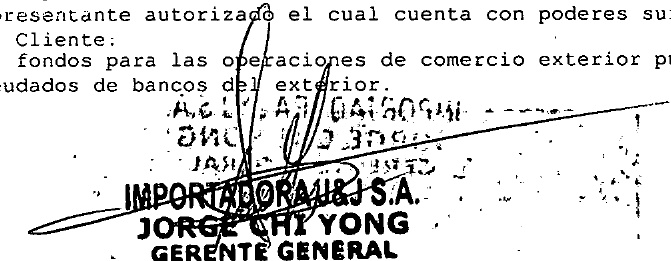 presentante autorizado el cual cuenta con poderes su
Cliente:
fondos para las operaciones de comercio exterior pu
eudados de bancos del exterior.
IMPORTADORA U&J S.A.
JORGE CHI YONG
GERENTE GENERAL